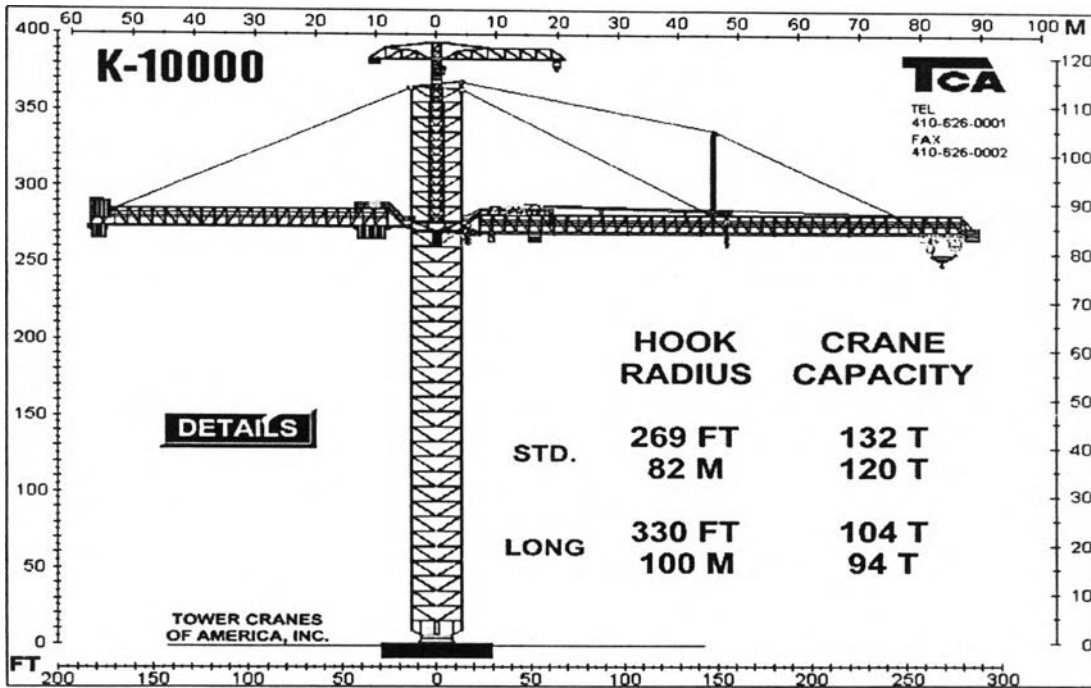 60 50 40 30 20 10 0 10 20 30 40 50 60 70 80 90 100 M
400
350
300
250
200
150
100
50
0
FT
K-10000
TCA
TEL
410-626-0001
FAX
410-626-0002
120
110
100
90
80
70
60
50
40
30
20
10
0
HOOK RADIUS
CRANE CAPACITY
DETAILS
STD.
269 FT 132 T
82 M 120 T
LONG
330 FT 104 T
100 M 94 T
TOWER CRANES
OF AMERICA, INC.
200 150 100 50 0 50 100 150 200 250 300